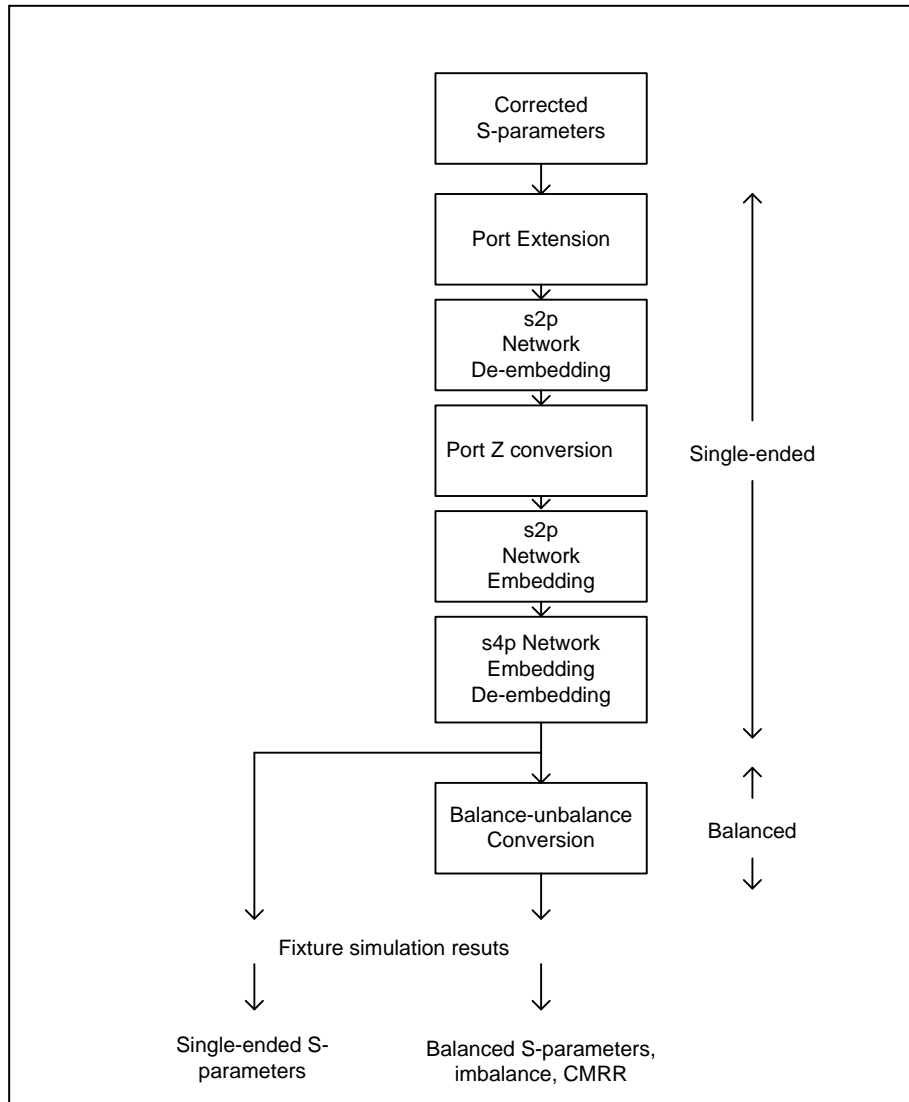 Corrected
S-parameters
Port Extension
s2p
Network
De-embedding
Port Z conversion
Single-ended
s2p
Network
Embedding
s4p Network
Embedding
De-embedding
Balance-unbalance
Conversion
Balanced
Fixture simulation resuts
Single-ended S-
parameters
Balanced S-parameters,
imbalance, CMRR